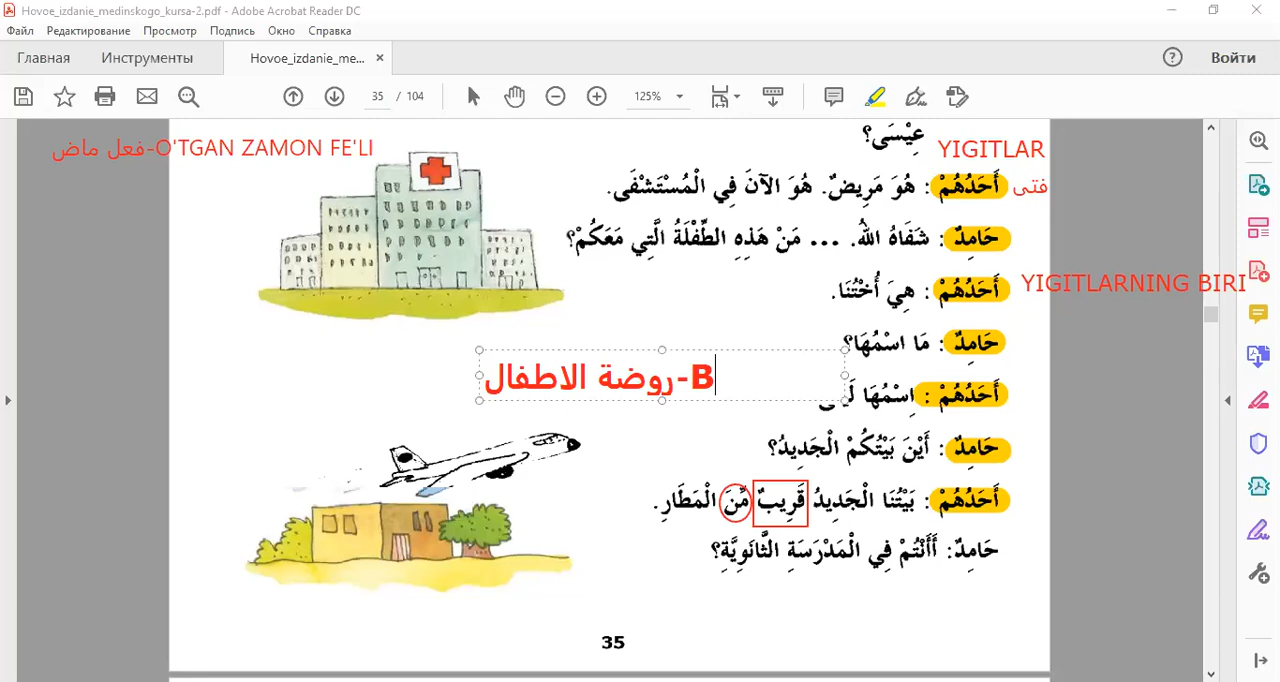 Hovoe_izdanie_medinskogo_kursa-2.pdf - Adobe Acrobat Reader DC
Файл Редактирование Просмотр Подпись Окно Справка
Главная Инструменты Hovoe_izdanie_me... × Войти
35 / 104 125%
عِيْسَى؟
فعل ماض-O'TGAN ZAMON FE'LI
YIGITLAR
فتى
أَحَدُهُمْ : هُوَ مَرِيضٌ. هُوَ الْآنَ فِي الْمُسْتَشْفَى.
حَامِدٌ : شَفَاهُ اللهُ. ... مَنْ هَذِهِ الطِّفْلَةُ الَّتِي مَعَكُمْ؟
YIGITLARNING BIRI
أَحَدُهُمْ : هِيَ أُخْتُنَا.
حَامِدٌ : مَا اسْمُهَا؟
روضة الاطفال-B
أَحَدُهُمْ : اِسْمُهَا
حَامِدٌ : أَيْنَ بَيْتُكُمْ الْجَدِيدُ؟
أَحَدُهُمْ : بَيْتُنَا الْجَدِيدُ قَرِيبٌ مِّنَ الْمَطَارِ.
حَامِدٌ: أَأَنْتُمْ فِي الْمَدْرَسَةِ الثَّانَوِيَّةِ؟
35